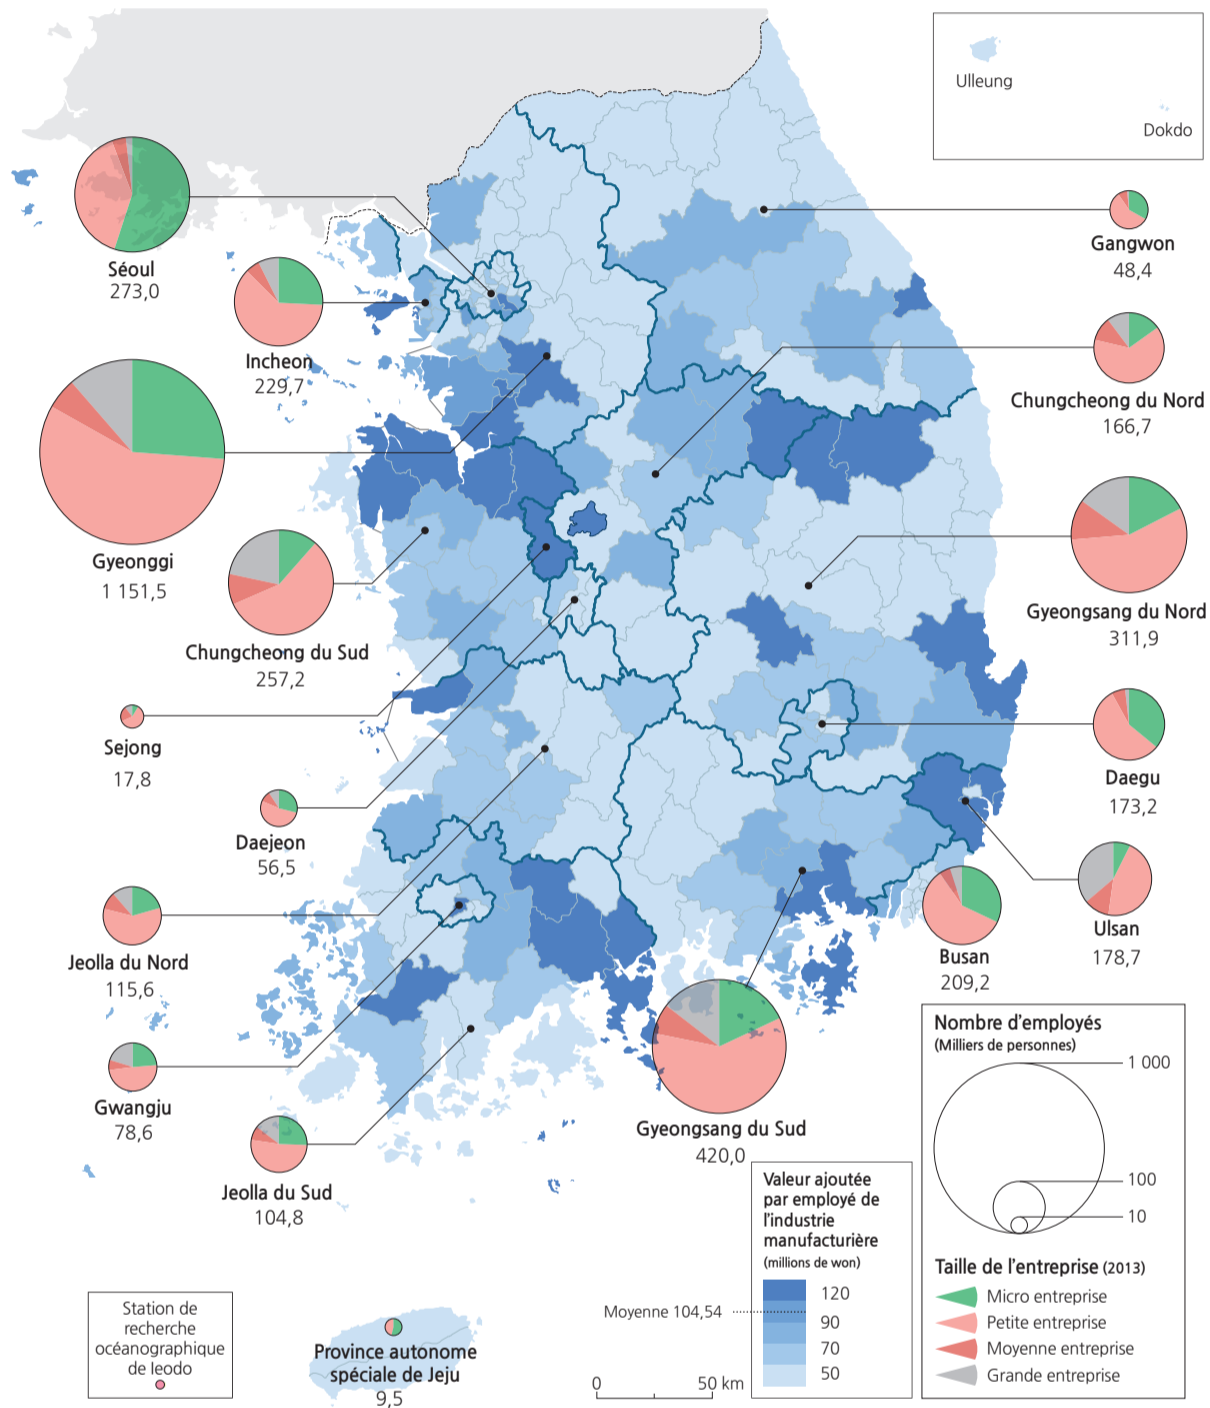 Ulleung
Dokdo
Séoul
273,0
Gangwon
48,4
Incheon
229,7
Chungcheong du Nord
166,7
Gyeonggi
1 151,5
Chungcheong du Sud
257,2
Gyeongsang du Nord
311,9
Sejong
17,8
Daegu
173,2
Daejeon
56,5
Ulsan
178,7
Busan
209,2
Jeolla du Nord
115,6
Gwangju
78,6
Jeolla du Sud
104,8
Gyeongsang du Sud
420,0
Nombre d'employés
(Milliers de personnes)
1 000
100
10
Taille de l'entreprise (2013)
Micro entreprise
Petite entreprise
Moyenne entreprise
Grande entreprise
Valeur ajoutée
par employé de
l'industrie
manufacturière
(millions de won)
120
Moyenne 104,54
90
70
50
0 50 km
Station de
recherche
océanographique
de Ieodo
Province autonome
spéciale de Jeju
9,5